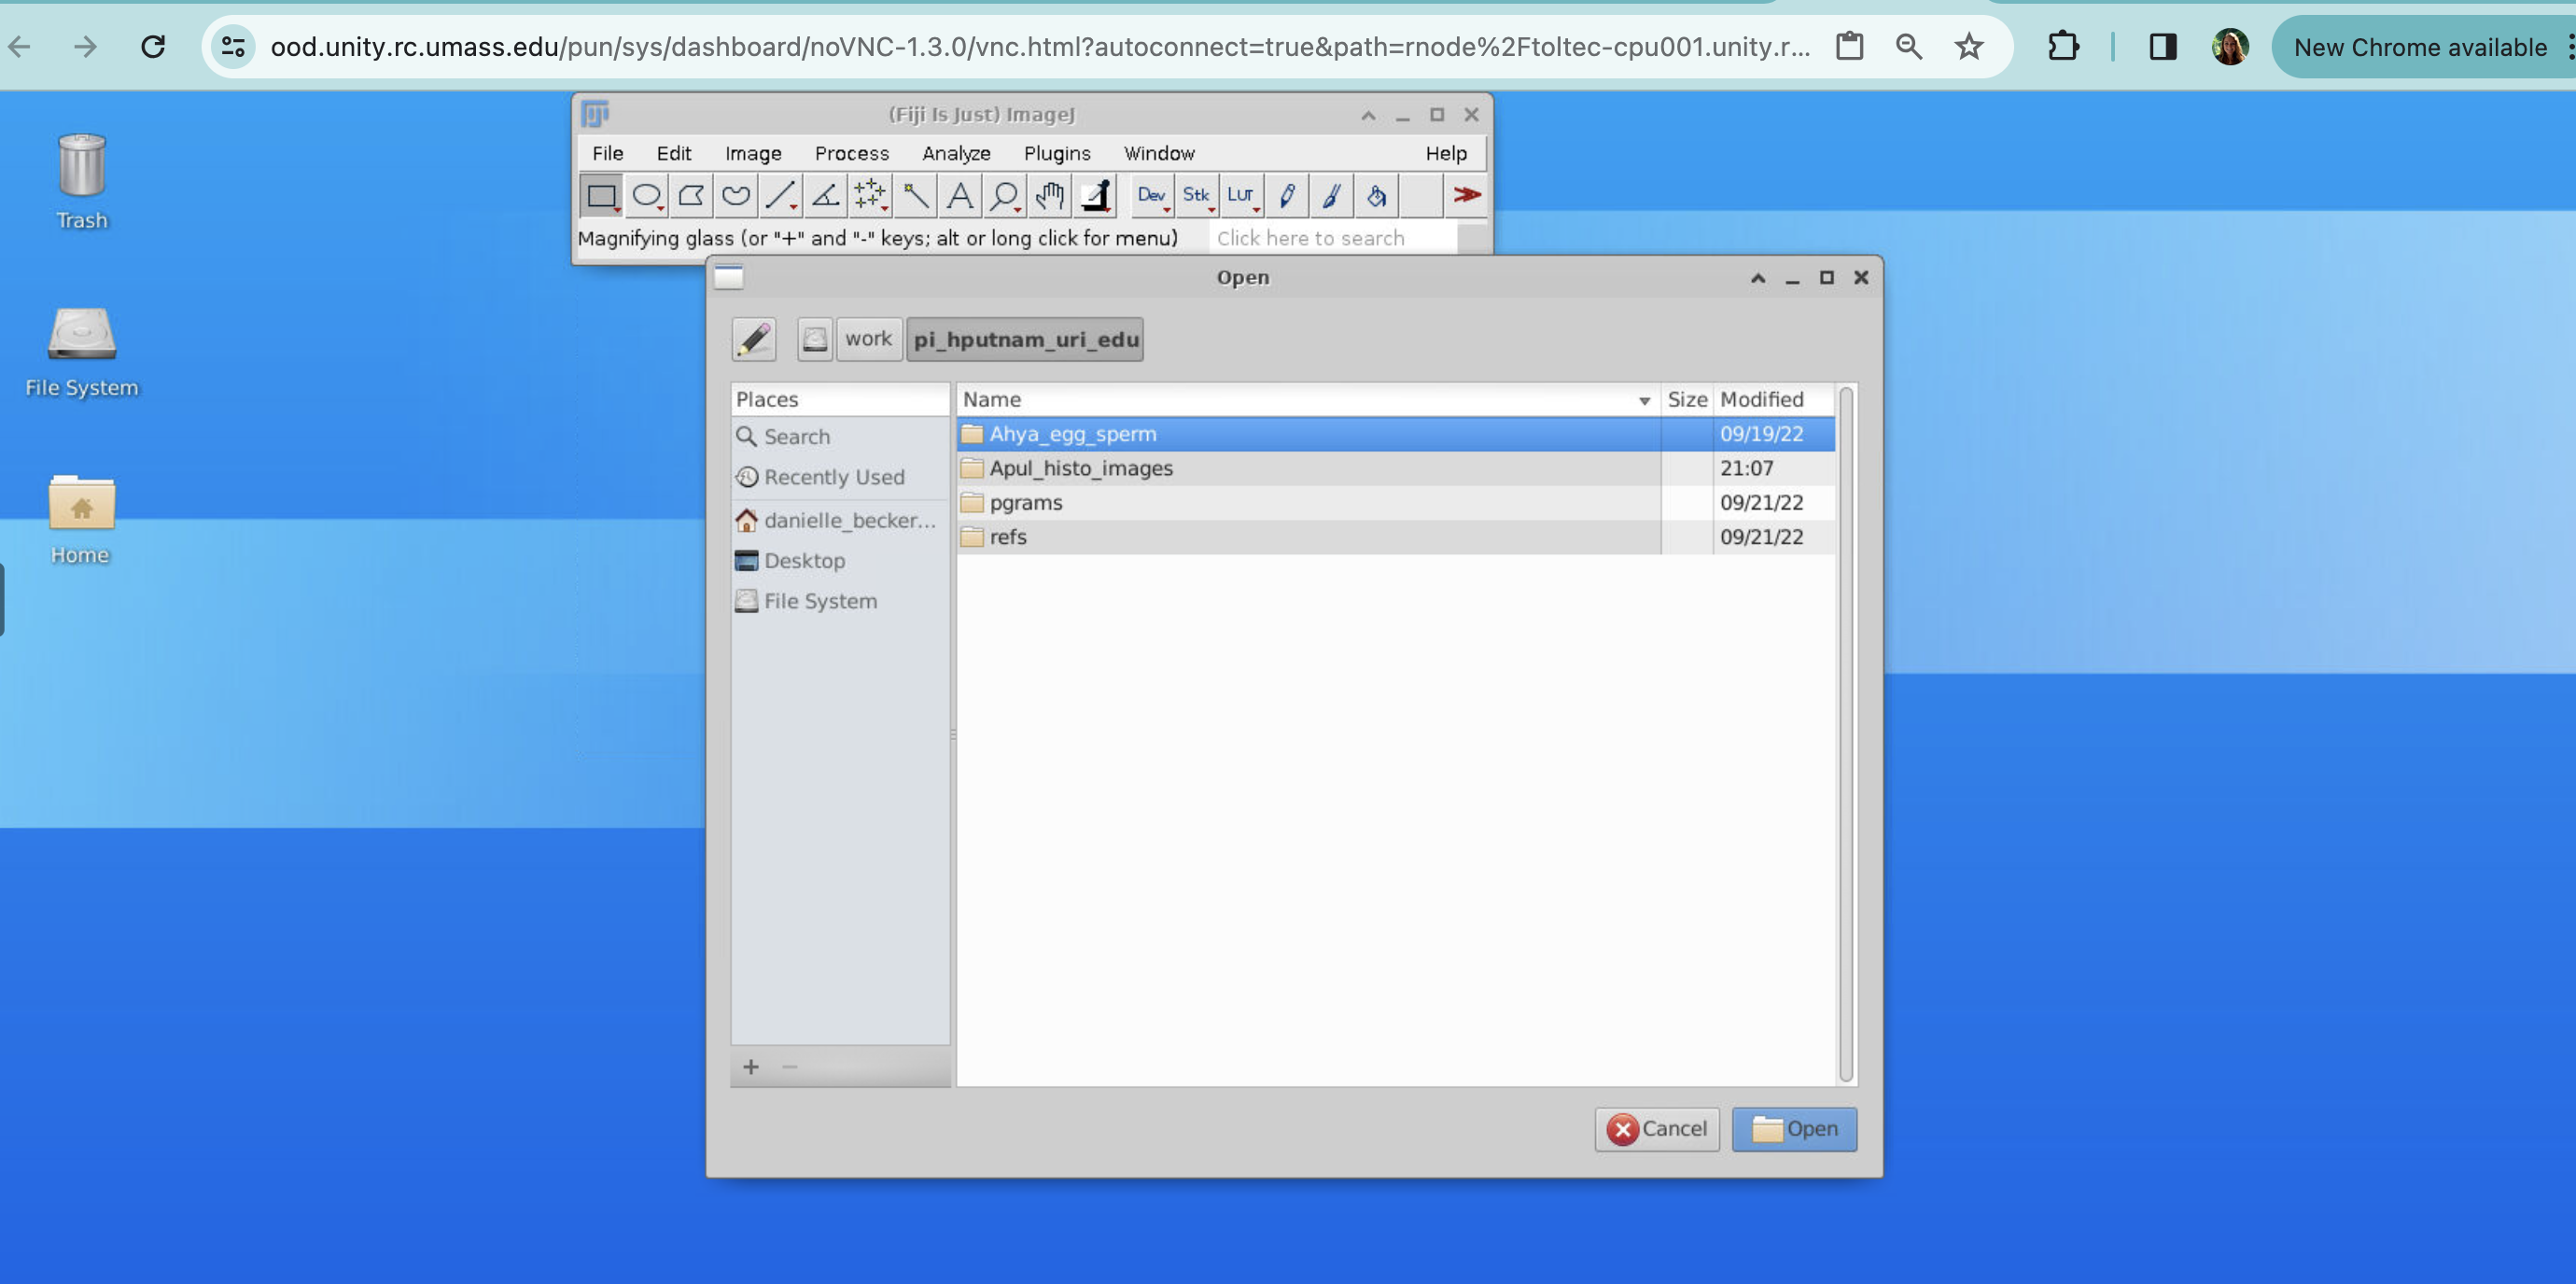 ood.unity.rc.umass.edu/pun/sys/dashboard/noVNC-1.3.0/vnc.html?autoconnect=true&path=rnode%2Ftoltec-cpu001.unity.r...
New Chrome available
Trash
File System
Home
(Fiji Is Just) ImageJ
File Edit Image Process Analyze Plugins Window Help
Dev Stk LUT
Magnifying glass (or "+" and "-" keys; alt or long click for menu) Click here to search
Open
work pi_hputnam_uri_edu
Places
Search
Recently Used
danielle_becker...
Desktop
File System
Name Size Modified
Ahya_egg_sperm 09/19/22
Apul_histo_images 21:07
pgrams 09/21/22
refs 09/21/22
Cancel Open